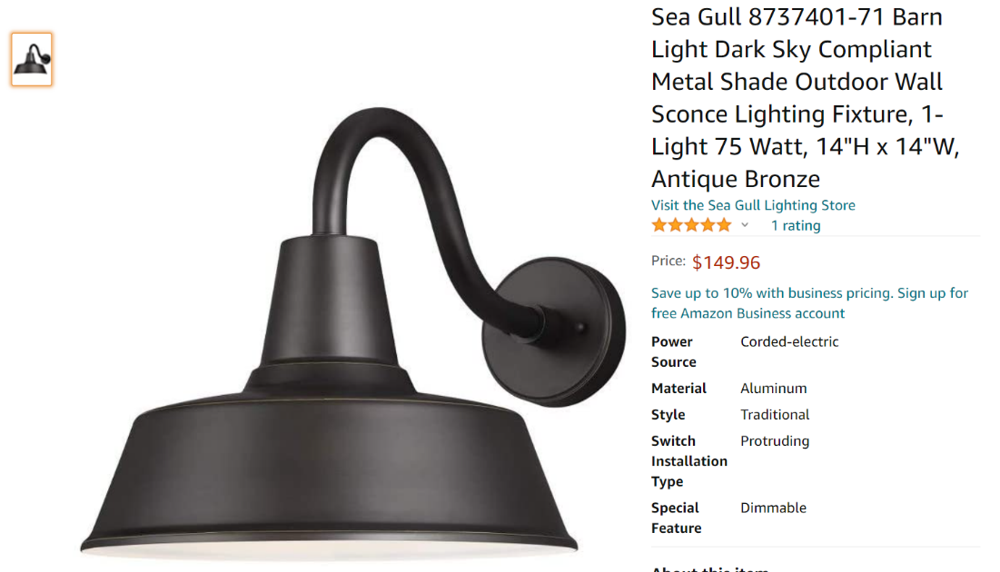 Sea Gull 8737401-71 Barn
Light Dark Sky Compliant
Metal Shade Outdoor Wall
Sconce Lighting Fixture, 1-
Light 75 Watt, 14"H x 14"W,
Antique Bronze
Visit the Sea Gull Lighting Store
1 rating
Price: $149.96
Save up to 10% with business pricing. Sign up for
free Amazon Business account
Power Corded-electric
Source
Material Aluminum
Style Traditional
Switch Protruding
Installation
Type
Special Dimmable
Feature
About this item